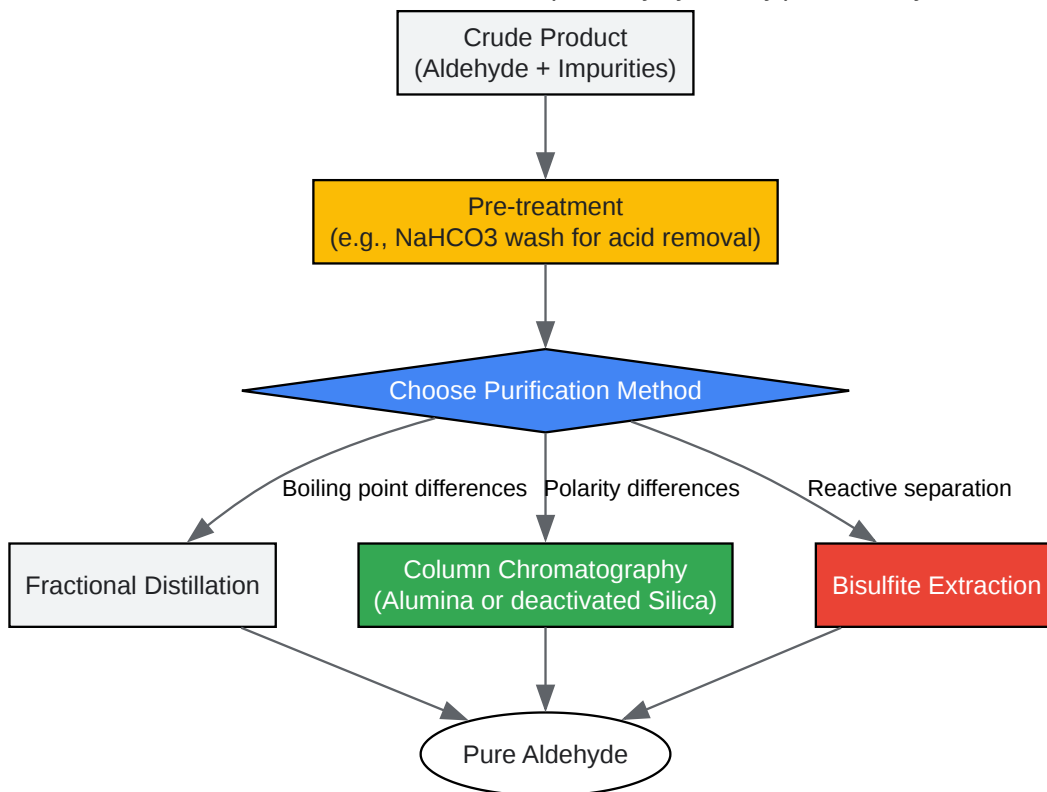 Crude Product
(Aldehyde + Impurities)
Pre-treatment
(e.g., NaHCO3 wash for acid removal)
Choose Purification Method
Boiling point differences
Polarity differences
Reactive separation
Fractional Distillation
Column Chromatography
(Alumina or deactivated Silica)
Bisulfite Extraction
Pure Aldehyde